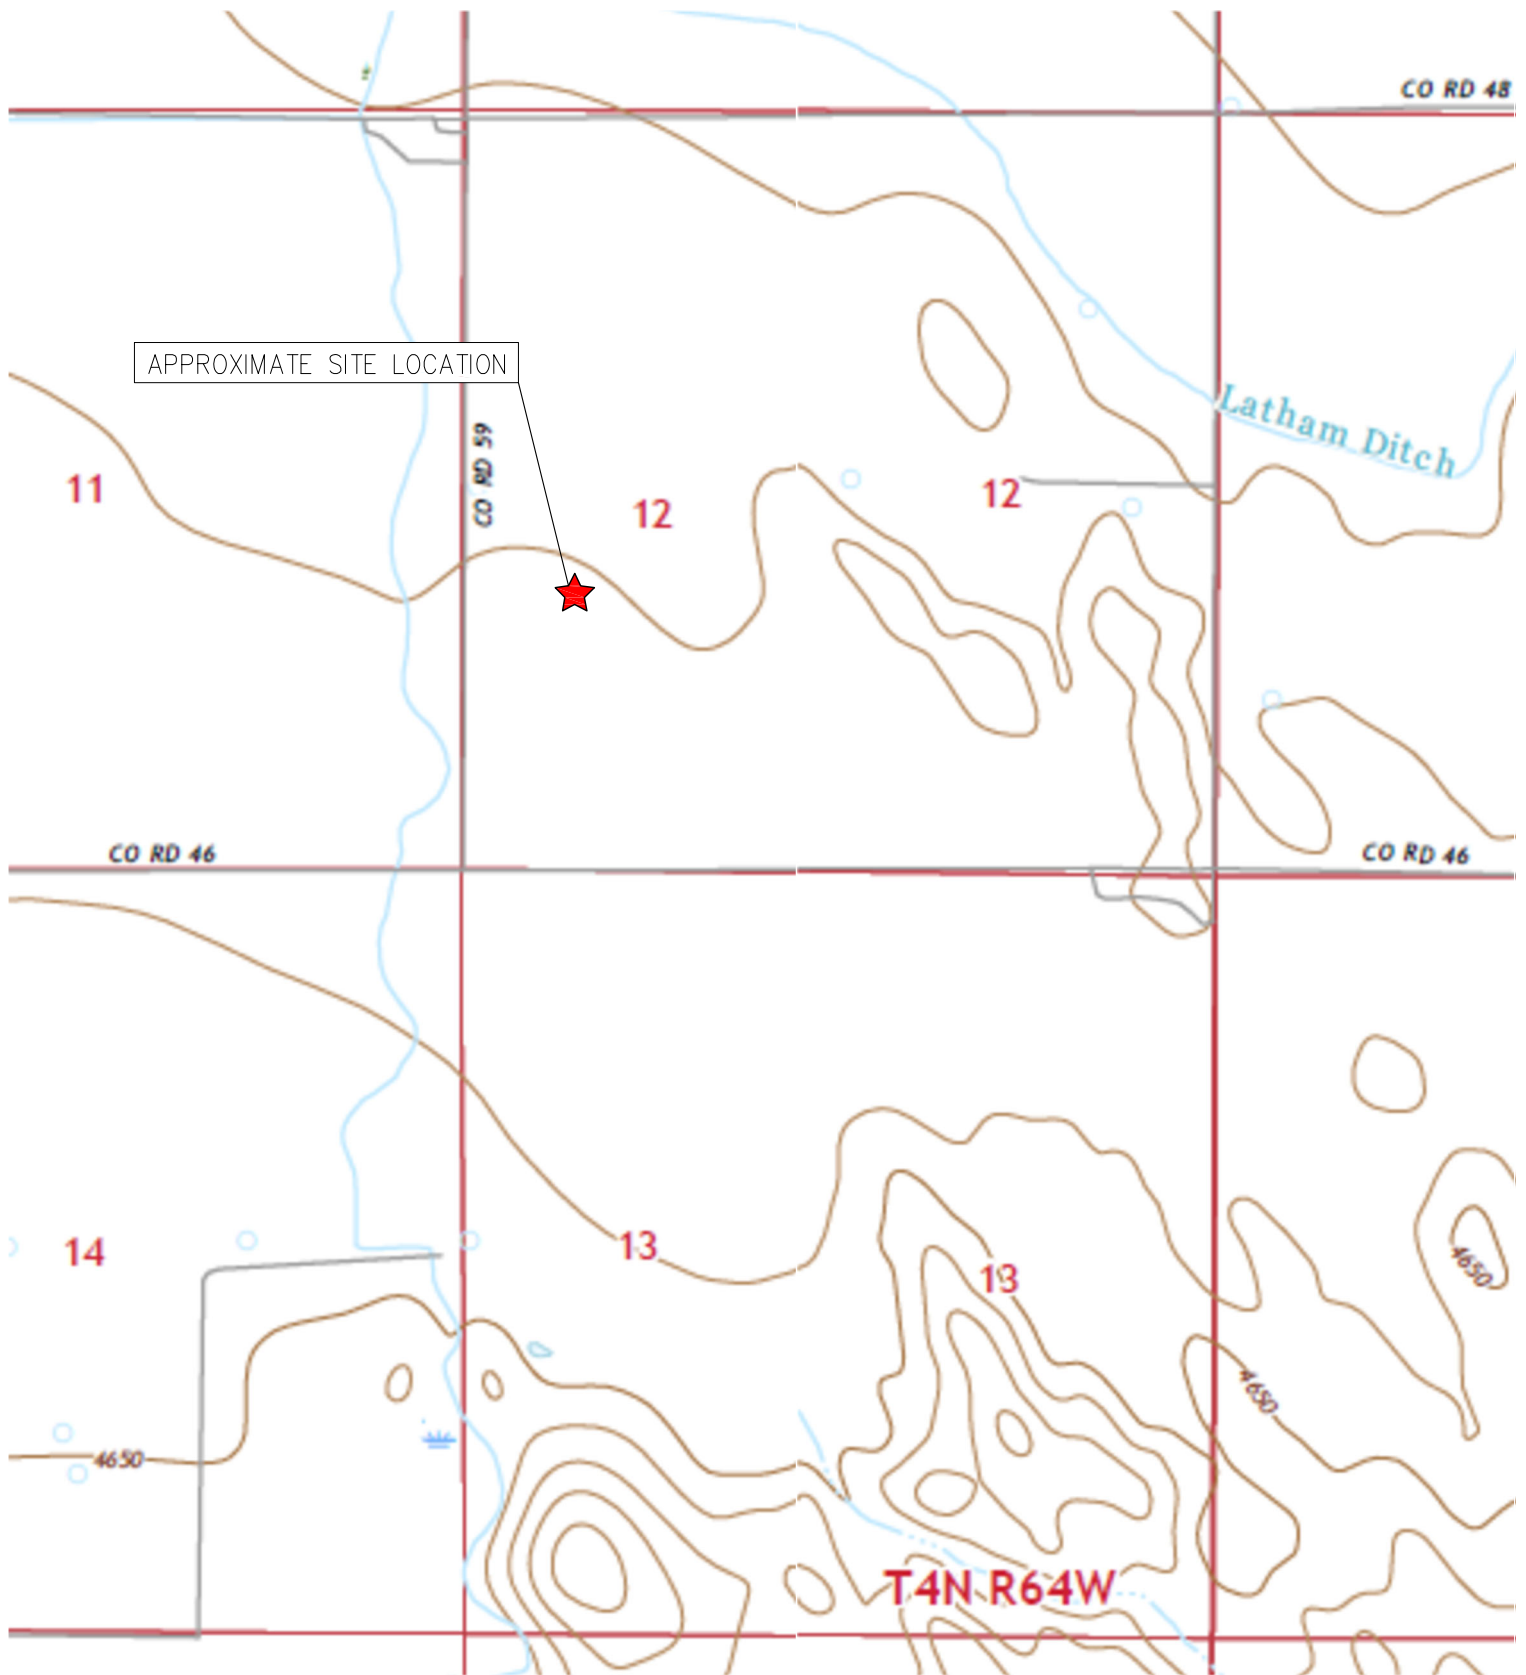 CO RD 48
APPROXIMATE SITE LOCATION
Latham Ditch
CO RD 59
11
12
12
CO RD 46
CO RD 46
14
13
13
4650
4650
4650
T4N R64W